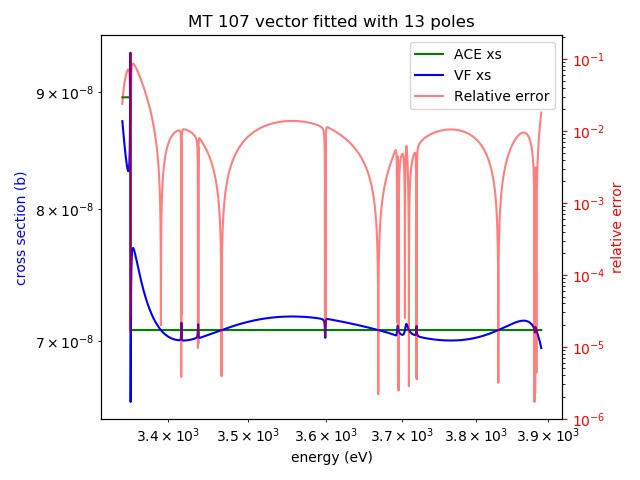 MT 107 vector fitted with 13 poles
ACE xs
VF xs
Relative error
9 × 10⁻⁸
8 × 10⁻⁸
7 × 10⁻⁸
cross section (b)
10⁻¹
10⁻²
10⁻³
10⁻⁴
10⁻⁵
10⁻⁶
relative error
3.4 × 10³ 3.5 × 10³ 3.6 × 10³ 3.7 × 10³ 3.8 × 10³ 3.9 × 10³
energy (eV)